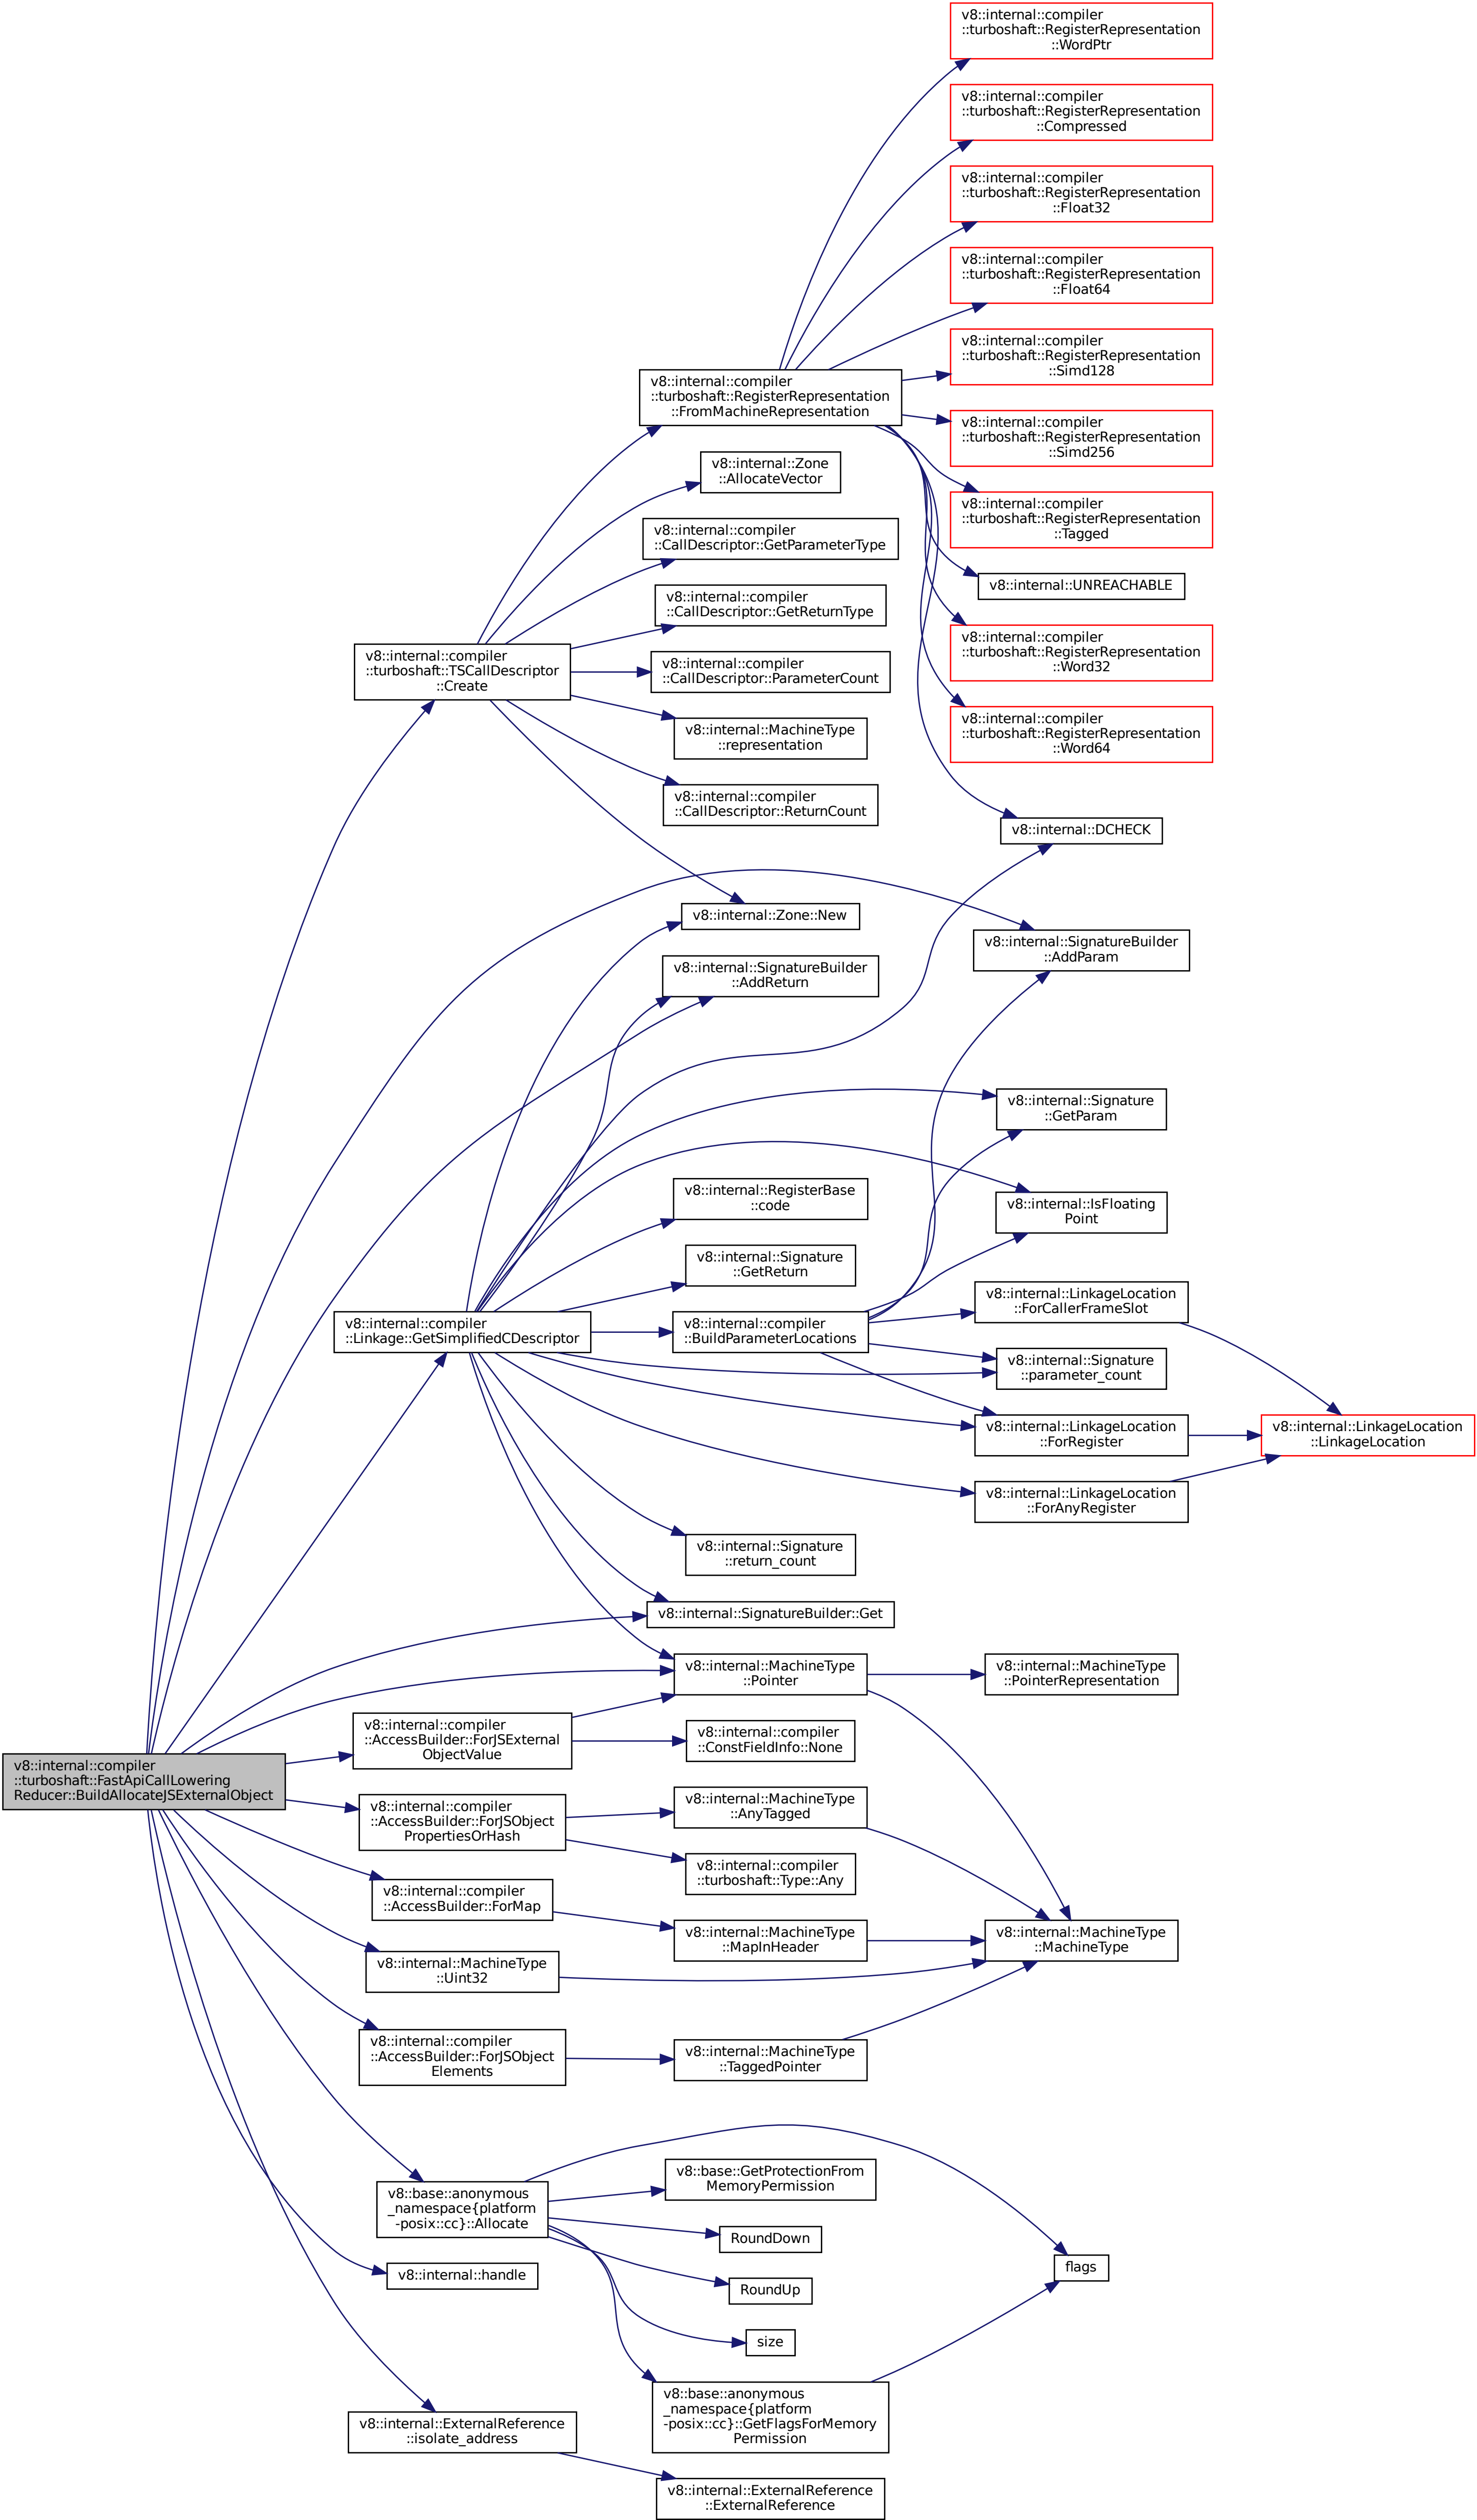 v8::internal::compiler
::turboshaft::RegisterRepresentation
::WordPtr
v8::internal::compiler
::turboshaft::RegisterRepresentation
::Compressed
v8::internal::compiler
::turboshaft::RegisterRepresentation
::Float32
v8::internal::compiler
::turboshaft::RegisterRepresentation
::Float64
v8::internal::compiler
::turboshaft::RegisterRepresentation
::Simd128
v8::internal::compiler
::turboshaft::RegisterRepresentation
::FromMachineRepresentation
v8::internal::compiler
::turboshaft::RegisterRepresentation
::Simd256
v8::internal::Zone
::AllocateVector
v8::internal::compiler
::turboshaft::RegisterRepresentation
::Tagged
v8::internal::compiler
::CallDescriptor::GetParameterType
v8::internal::UNREACHABLE
v8::internal::compiler
::CallDescriptor::GetReturnType
v8::internal::compiler
::turboshaft::RegisterRepresentation
::Word32
v8::internal::compiler
::turboshaft::TSCallDescriptor
::Create
v8::internal::compiler
::CallDescriptor::ParameterCount
v8::internal::compiler
::turboshaft::RegisterRepresentation
::Word64
v8::internal::MachineType
::representation
v8::internal::compiler
::CallDescriptor::ReturnCount
v8::internal::DCHECK
v8::internal::Zone::New
v8::internal::SignatureBuilder
::AddParam
v8::internal::SignatureBuilder
::AddReturn
v8::internal::Signature
::GetParam
v8::internal::RegisterBase
::code
v8::internal::IsFloating
Point
v8::internal::Signature
::GetReturn
v8::internal::LinkageLocation
::ForCallerFrameSlot
v8::internal::compiler
::Linkage::GetSimplifiedCDescriptor
v8::internal::compiler
::BuildParameterLocations
v8::internal::Signature
::parameter_count
v8::internal::LinkageLocation
::ForRegister
v8::internal::LinkageLocation
::LinkageLocation
v8::internal::LinkageLocation
::ForAnyRegister
v8::internal::Signature
::return_count
v8::internal::SignatureBuilder::Get
v8::internal::MachineType
::Pointer
v8::internal::MachineType
::PointerRepresentation
v8::internal::compiler
::AccessBuilder::ForJSExternal
ObjectValue
v8::internal::compiler
::ConstFieldInfo::None
v8::internal::compiler
::turboshaft::FastApiCallLowering
Reducer::BuildAllocateJSExternalObject
v8::internal::compiler
::AccessBuilder::ForJSObject
PropertiesOrHash
v8::internal::MachineType
::AnyTagged
v8::internal::compiler
::turboshaft::Type::Any
v8::internal::compiler
::AccessBuilder::ForMap
v8::internal::MachineType
::MapInHeader
v8::internal::MachineType
::MachineType
v8::internal::MachineType
::Uint32
v8::internal::compiler
::AccessBuilder::ForJSObject
Elements
v8::internal::MachineType
::TaggedPointer
v8::base::anonymous
_namespace{platform
-posix::cc}::Allocate
v8::base::GetProtectionFrom
MemoryPermission
RoundDown
v8::internal::handle
flags
RoundUp
size
v8::base::anonymous
_namespace{platform
-posix::cc}::GetFlagsForMemory
Permission
v8::internal::ExternalReference
::isolate_address
v8::internal::ExternalReference
::ExternalReference